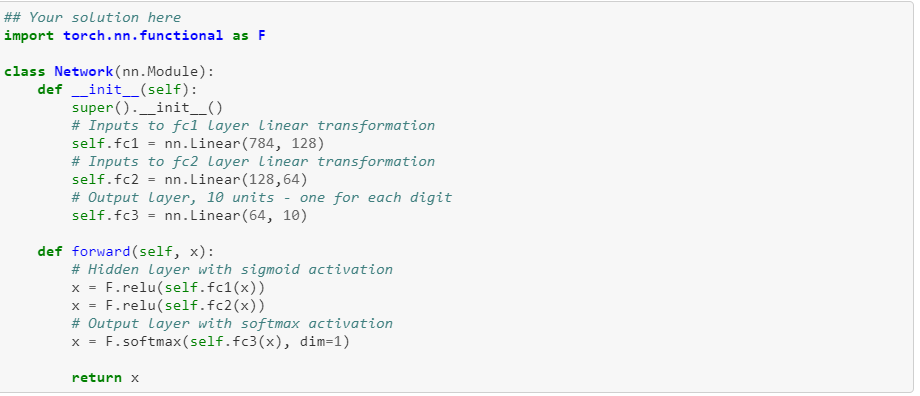 ## Your solution here
import torch.nn.functional as F

class Network(nn.Module):
    def __init__(self):
        super().__init__()
        # Inputs to fc1 layer linear transformation
        self.fc1 = nn.Linear(784, 128)
        # Inputs to fc2 layer linear transformation
        self.fc2 = nn.Linear(128,64)
        # Output layer, 10 units - one for each digit
        self.fc3 = nn.Linear(64, 10)

    def forward(self, x):
        # Hidden layer with sigmoid activation
        x = F.relu(self.fc1(x))
        x = F.relu(self.fc2(x))
        # Output layer with softmax activation
        x = F.softmax(self.fc3(x), dim=1)

        return x